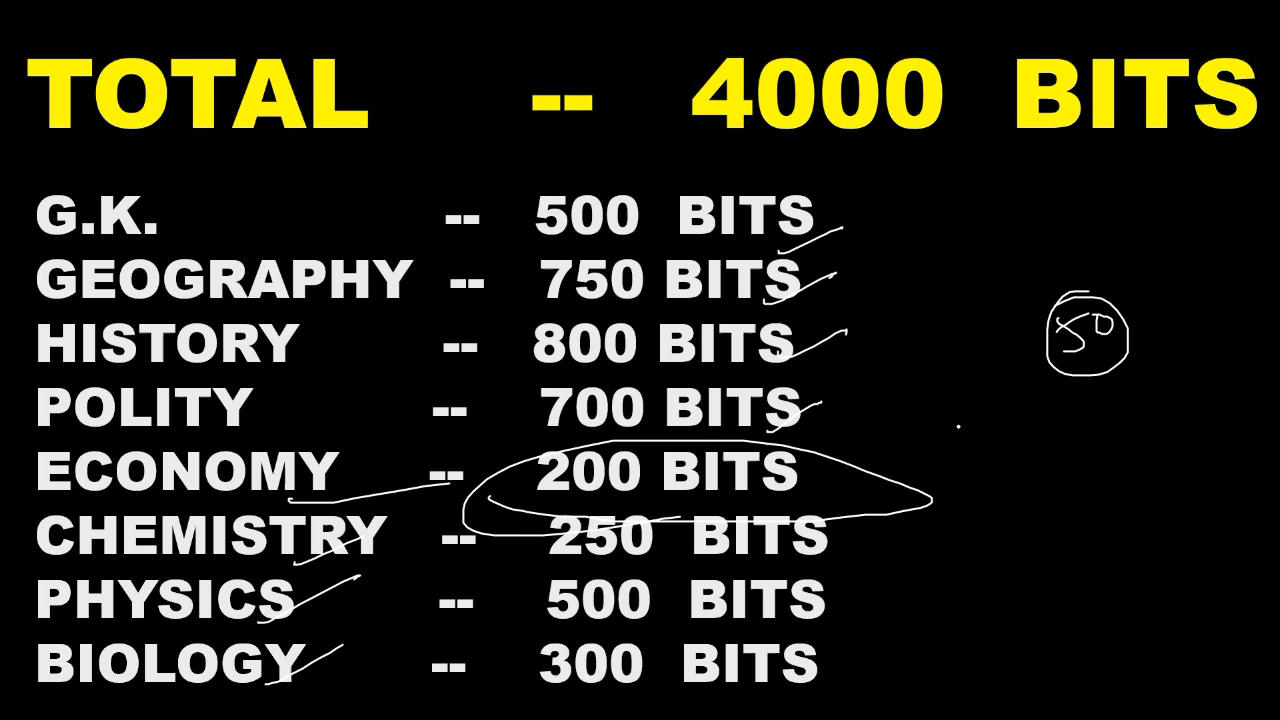 TOTAL -- 4000 BITS
G.K. -- 500 BITS
GEOGRAPHY -- 750 BITS
HISTORY -- 800 BITS
50
POLITY -- 700 BITS
ECONOMY -- 200 BITS
CHEMISTRY -- 250 BITS
PHYSICS -- 500 BITS
BIOLOGY -- 300 BITS